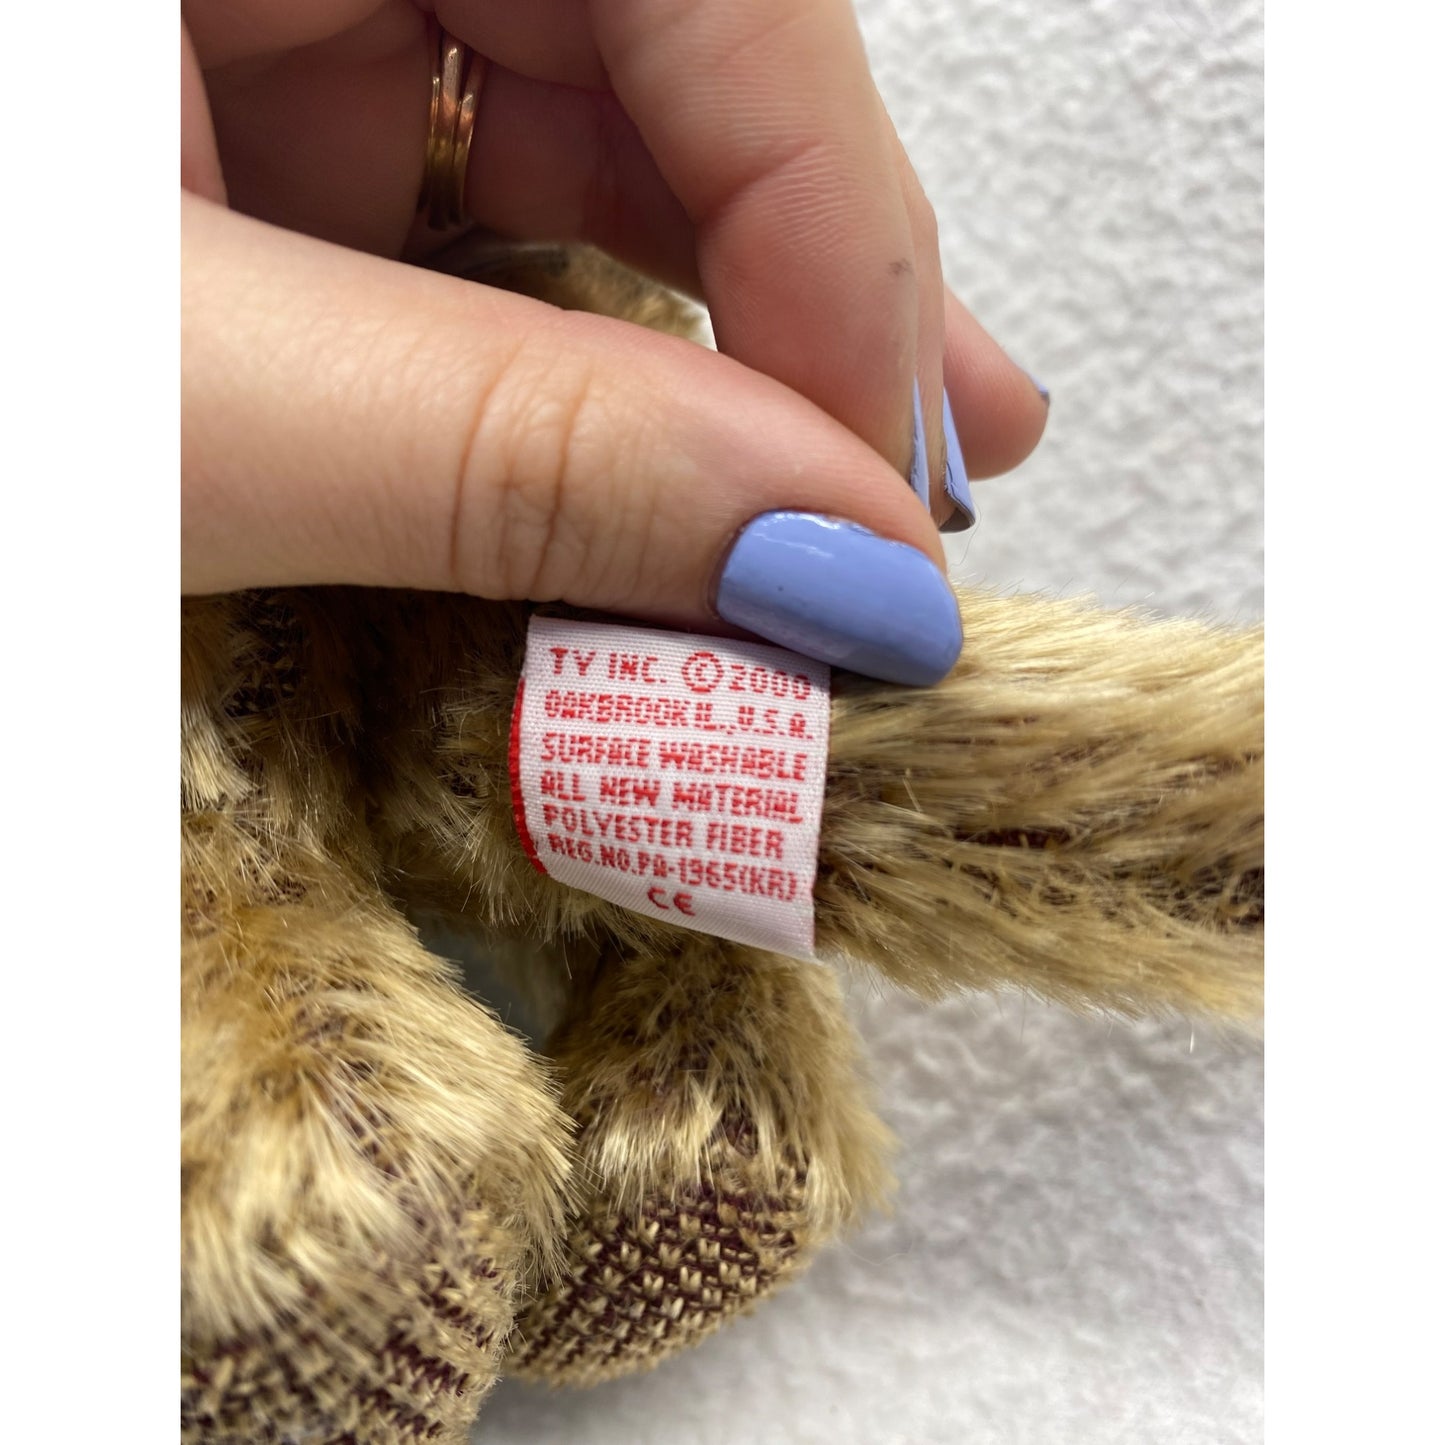 TY INC. © 2000
OAKBROOK IL., U.S.A.
SURFACE WASHABLE
ALL NEW MATERIAL
POLYESTER FIBER
REG.NO.PA-1965(KR)
CE